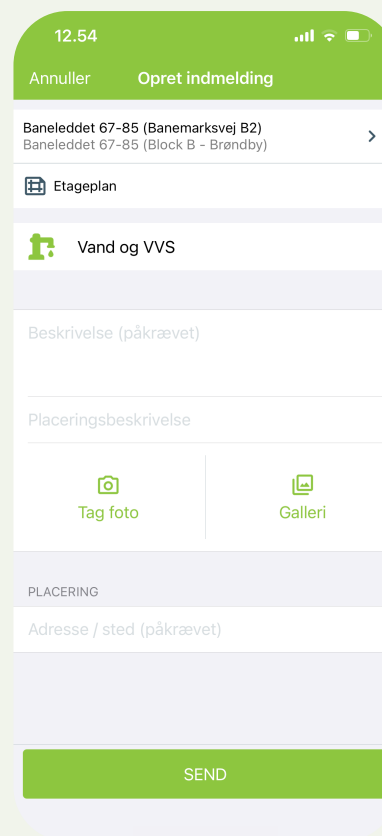 12.54
Annuller Opret indmelding
Baneleddet 67-85 (Banemarksvej B2)
Baneleddet 67-85 (Block B - Brøndby)
Etageplan
Vand og VVS
Beskrivelse (påkrævet)
Placeringsbeskrivelse
Tag foto Galleri
PLACERING
Adresse / sted (påkrævet)
SEND